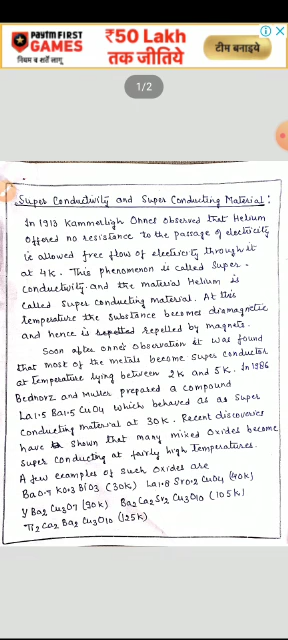 paytm FIRST
GAMES
नियम व शर्तें लागू
₹50 Lakh
तक जीतिये
टीम बनाइये
1/2
Super Conductivity and Super Conducting Material :
In 1913 Kammerligh Onnes observed that Helium
offered no resistance to the passage of electricity
ie allowed free flow of electricity through it
at 4K. This phenomenon is called Super-
conductivity and the material Helium is
called super conducting material. At this
temperature the substance becomes diamagnetic
and hence is repelled by magnets.
Soon after onnes observation it was found
that most of the metals become super conductor
at temperature lying between 2K and 5K. In 1986
Bednorz and Muller prepared a compound
La1.5 Ba1.5 CuO4 which behaved as as super
conducting material at 30K. Recent discoveries
have shown that many mixed oxides become
super conducting at fairly high temperatures.
A few examples of such oxides are
Ba0.7 K0.3 BiO3 (30K) La1.8 Sr0.2 CuO4 (40K)
YBa2 Cu3O7 (90K) Ba2 Ca2 Sr2 Cu3O10 (105K)
Ti2 Ca2 Ba2 Cu3O10 (125K)